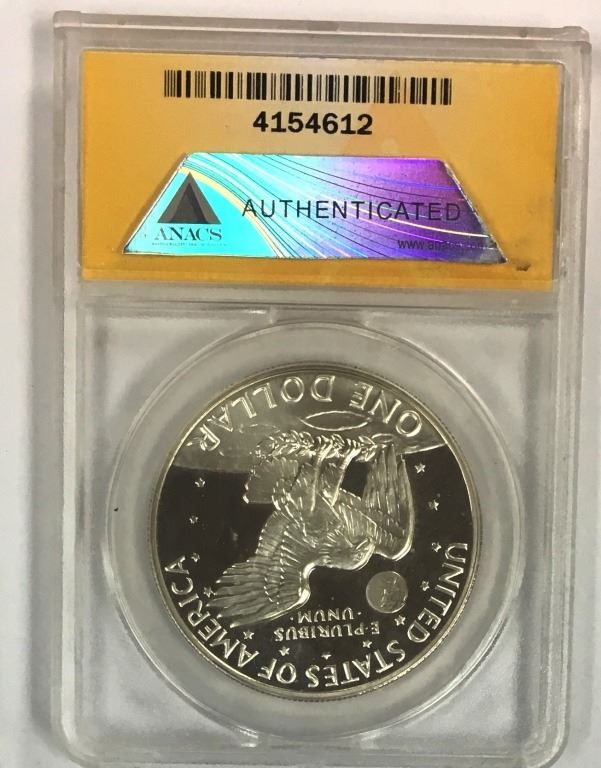 4154612
ANACS
AUTHENTICATED
ONE DOLLAR
UNITED STATES OF AMERICA
E·PLURIBUS
·UNUM·